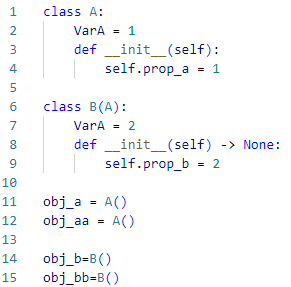 1 class A:
2     VarA = 1
3     def __init__(self):
4         self.prop_a = 1
5
6 class B(A):
7     VarA = 2
8     def __init__(self) -> None:
9         self.prop_b = 2
10
11 obj_a = A()
12 obj_aa = A()
13
14 obj_b=B()
15 obj_bb=B()